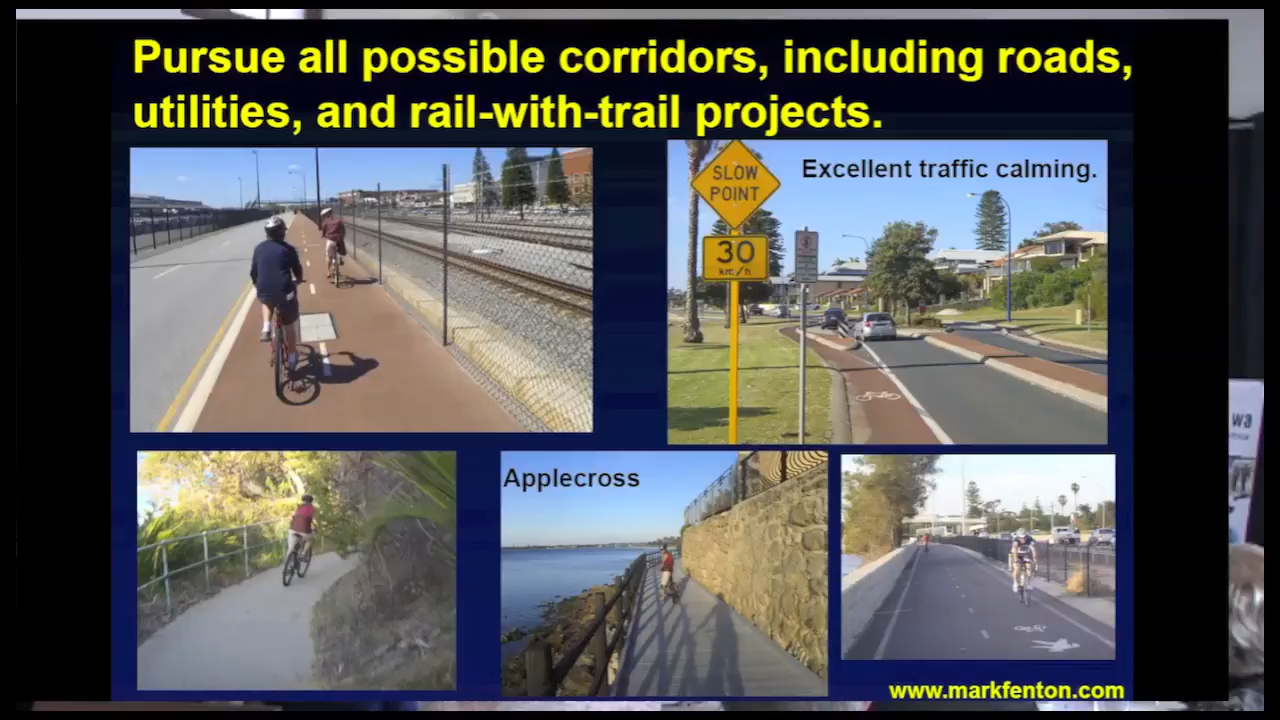 Pursue all possible corridors, including roads,
utilities, and rail-with-trail projects.
Excellent traffic calming.
SLOW
POINT
30
km/h
Applecross
www.markfenton.com
wa